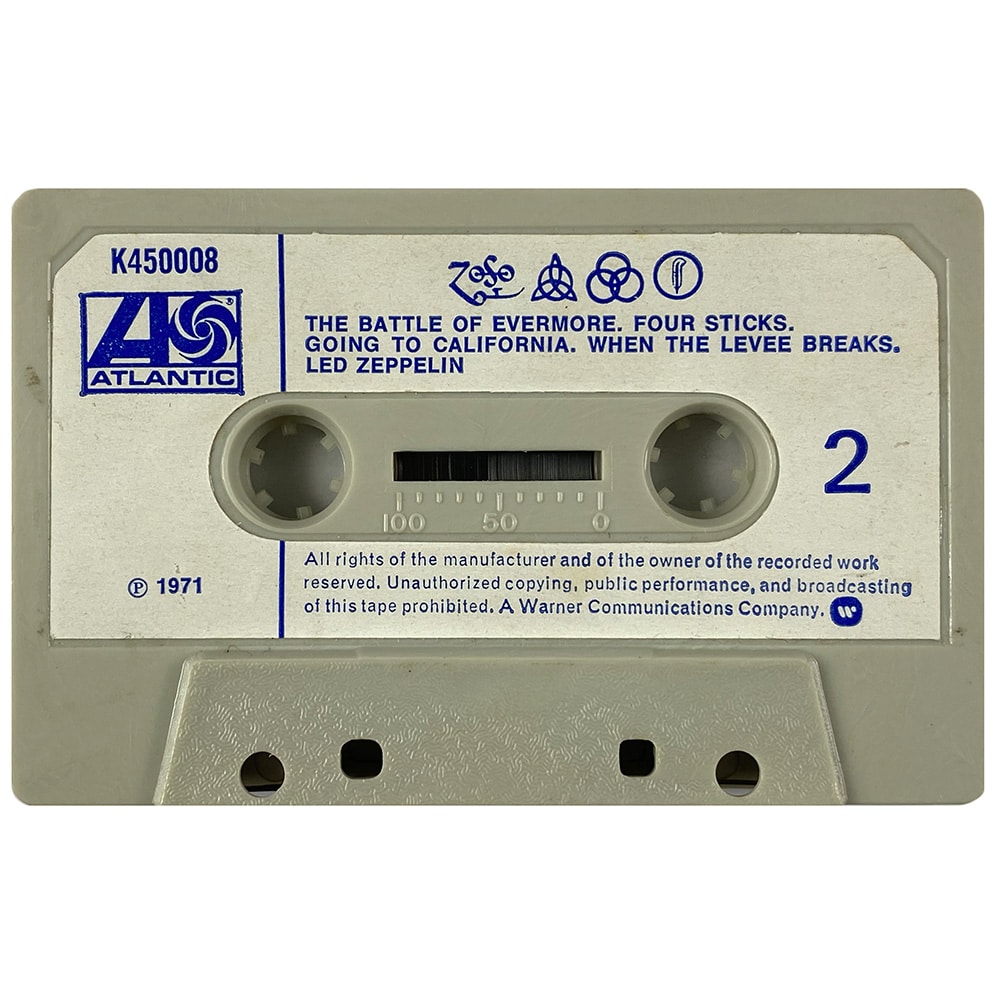 K450008
ATLANTIC
®
ZoSo
THE BATTLE OF EVERMORE. FOUR STICKS.
GOING TO CALIFORNIA. WHEN THE LEVEE BREAKS.
LED ZEPPELIN
2
100 50 0
℗ 1971
All rights of the manufacturer and of the owner of the recorded work
reserved. Unauthorized copying, public performance, and broadcasting
of this tape prohibited. A Warner Communications Company.